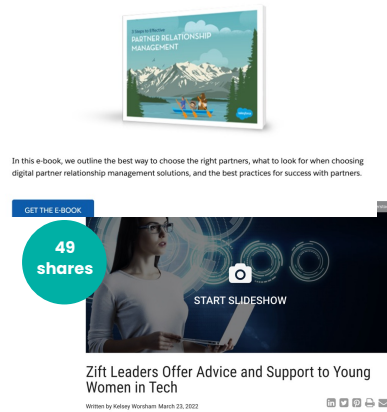 3 Steps to Effective
PARTNER RELATIONSHIP
MANAGEMENT
In this e-book, we outline the best way to choose the right partners, what to look for when choosing
digital partner relationship management solutions, and the best practices for success with partners.
GET THE E-BOOK
49
shares
START SLIDESHOW
Zift Leaders Offer Advice and Support to Young
Women in Tech
Written by Kelsey Worsham March 23, 2022